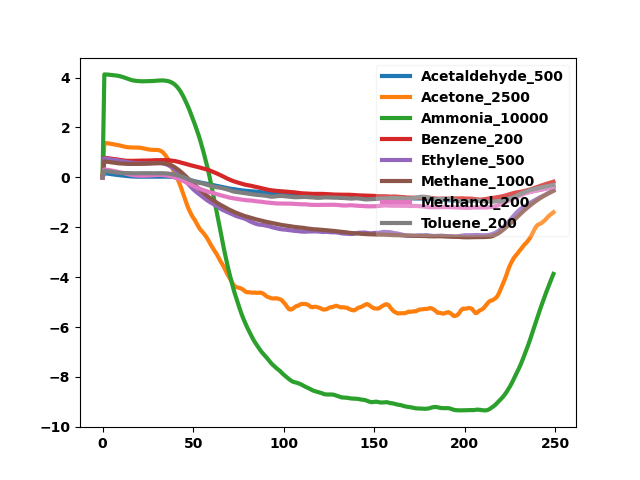 4
2
0
−2
−4
−6
−8
−10
0
50
100
150
200
250
Acetaldehyde_500
Acetone_2500
Ammonia_10000
Benzene_200
Ethylene_500
Methane_1000
Methanol_200
Toluene_200